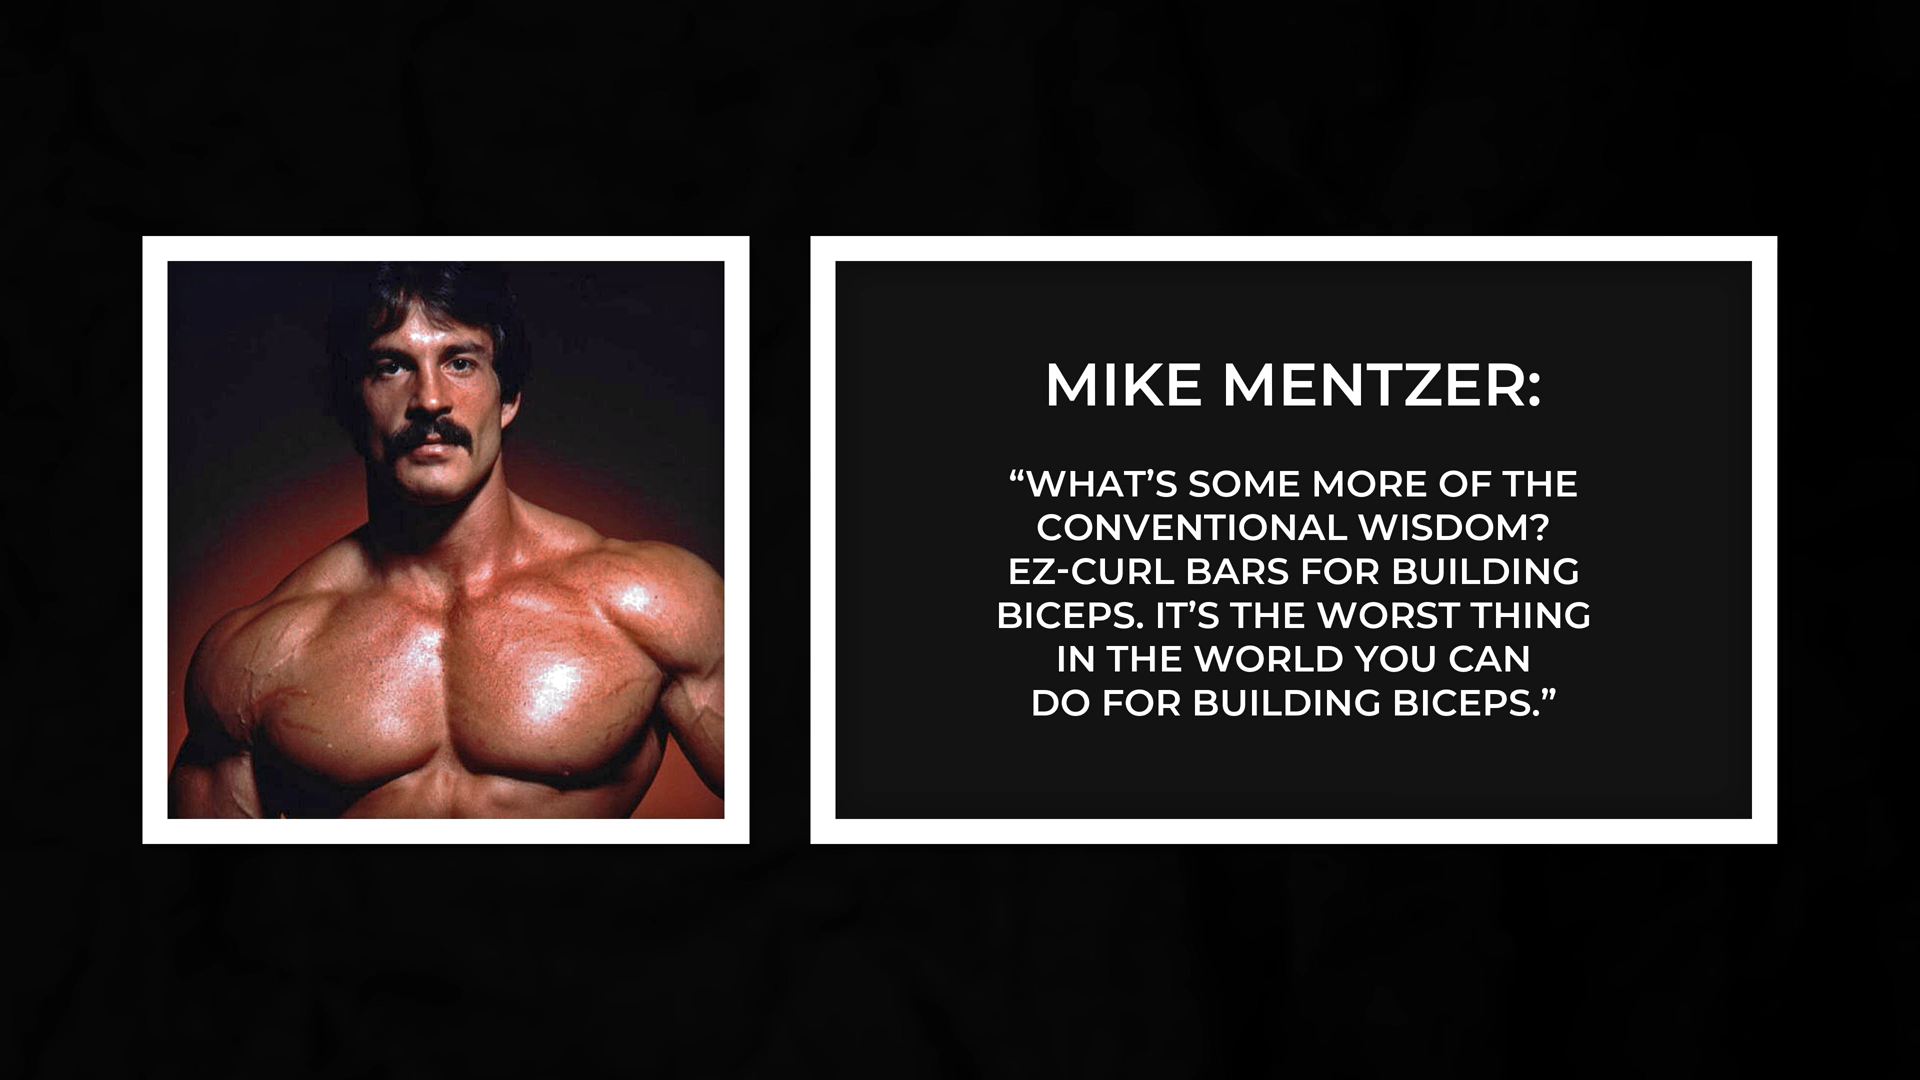 MIKE MENTZER:
“WHAT’S SOME MORE OF THE
CONVENTIONAL WISDOM?
EZ-CURL BARS FOR BUILDING
BICEPS. IT’S THE WORST THING
IN THE WORLD YOU CAN
DO FOR BUILDING BICEPS.”